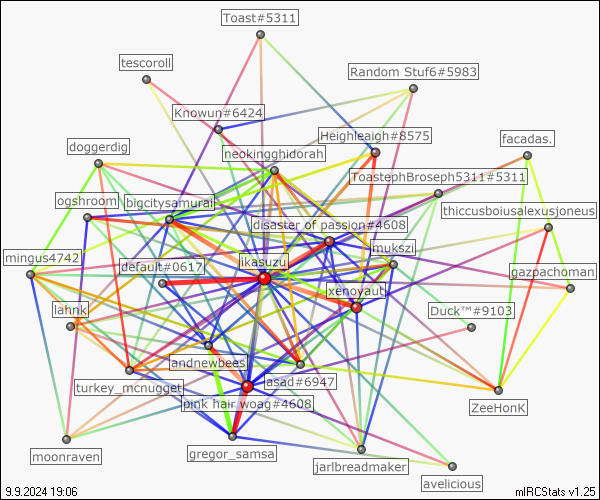 Toast#5311
tescoroll
Random Stuf6#5983
Knowun#6424
Heighleaigh#8575
facadas.
doggerdig
neokingghidorah
ToastephBroseph5311#5311
ogshroom
bigcitysamurai
thiccusboiusalexusjoneus
disaster of passion#4608
mukszi
mingus4742
default#0617
ikasuzu
gazpachoman
xenoyaut
lahnk
Duck™#9103
andnewbees
turkey_mcnugget
asad#6947
pink hair woag#4608
ZeeHonK
moonraven
gregor_samsa
jarlbreadmaker
avelicious
9.9.2024 19:06
mIRCStats v1.25